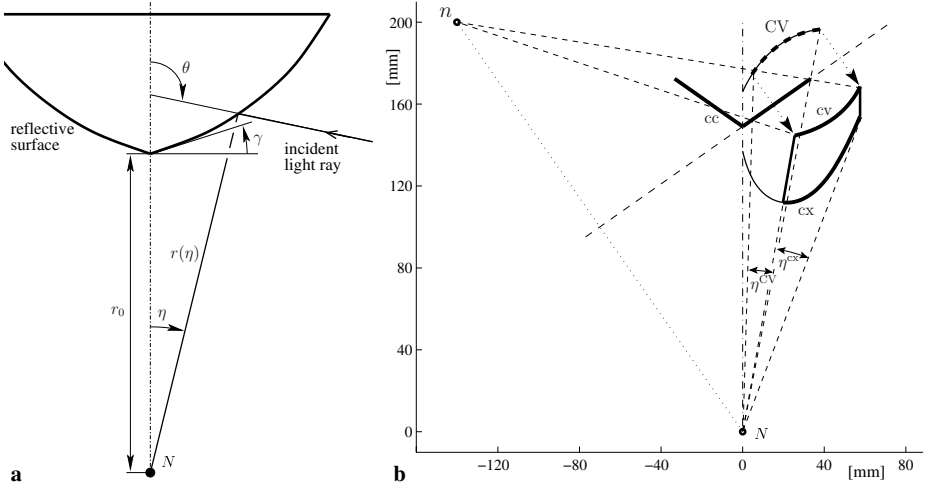 θ
reflective
surface
γ
incident
light ray
r(η)
r₀
η
N
a
n
[mm]
200
160
120
80
40
0
CV
cc
cv
cx
η^cx
η^CV
N
−120
−80
−40
0
40
80
[mm]
b